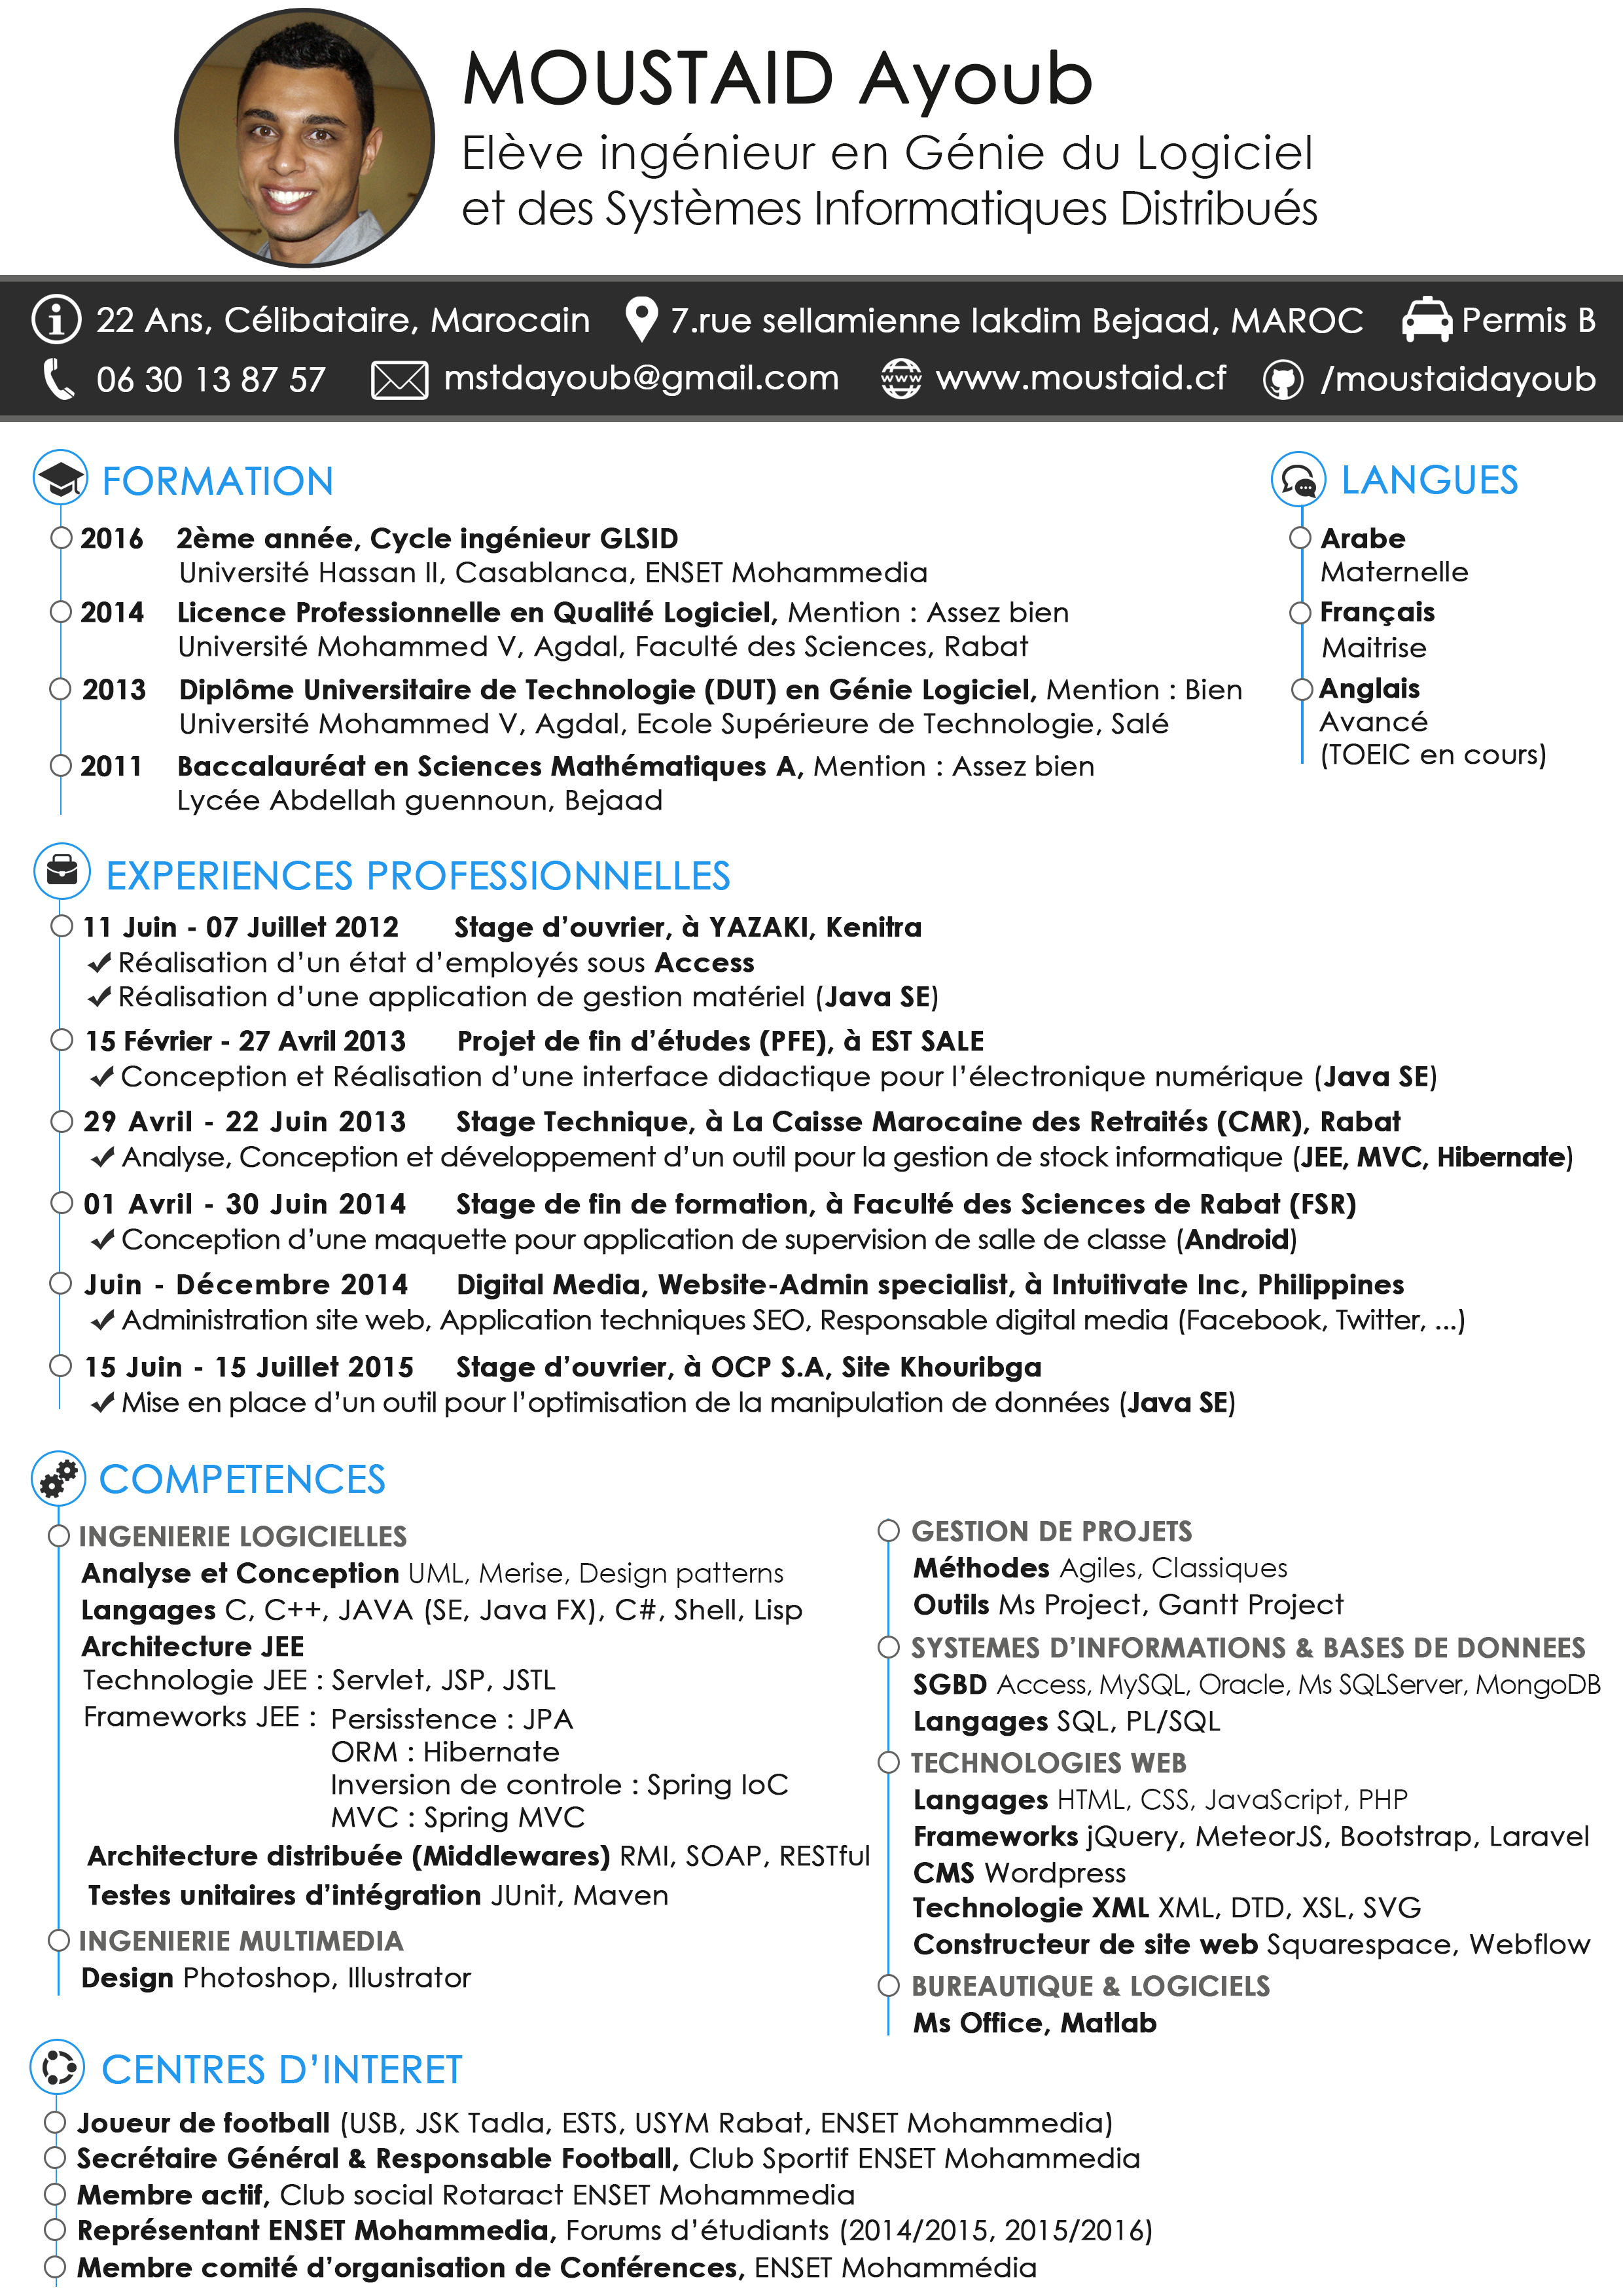 MOUSTAID Ayoub
Elève ingénieur en Génie du Logiciel
et des Systèmes Informatiques Distribués
22 Ans, Célibataire, Marocain
7.rue sellamienne lakdim Bejaad, MAROC
Permis B
06 30 13 87 57
mstdayoub@gmail.com
www
www.moustaid.cf
/moustaidayoub
FORMATION
2016 2ème année, Cycle ingénieur GLSID
Université Hassan II, Casablanca, ENSET Mohammedia
2014 Licence Professionnelle en Qualité Logiciel, Mention : Assez bien
Université Mohammed V, Agdal, Faculté des Sciences, Rabat
2013 Diplôme Universitaire de Technologie (DUT) en Génie Logiciel, Mention : Bien
Université Mohammed V, Agdal, Ecole Supérieure de Technologie, Salé
2011 Baccalauréat en Sciences Mathématiques A, Mention : Assez bien
Lycée Abdellah guennoun, Bejaad
LANGUES
Arabe
Maternelle
Français
Maitrise
Anglais
Avancé
(TOEIC en cours)
EXPERIENCES PROFESSIONNELLES
11 Juin - 07 Juillet 2012 Stage d’ouvrier, à YAZAKI, Kenitra
✓ Réalisation d’un état d’employés sous Access
✓ Réalisation d’une application de gestion matériel (Java SE)
15 Février - 27 Avril 2013 Projet de fin d’études (PFE), à EST SALE
✓ Conception et Réalisation d’une interface didactique pour l’électronique numérique (Java SE)
29 Avril - 22 Juin 2013 Stage Technique, à La Caisse Marocaine des Retraités (CMR), Rabat
✓ Analyse, Conception et développement d’un outil pour la gestion de stock informatique (JEE, MVC, Hibernate)
01 Avril - 30 Juin 2014 Stage de fin de formation, à Faculté des Sciences de Rabat (FSR)
✓ Conception d’une maquette pour application de supervision de salle de classe (Android)
Juin - Décembre 2014 Digital Media, Website-Admin specialist, à Intuitivate Inc, Philippines
✓ Administration site web, Application techniques SEO, Responsable digital media (Facebook, Twitter, ...)
15 Juin - 15 Juillet 2015 Stage d’ouvrier, à OCP S.A, Site Khouribga
✓ Mise en place d’un outil pour l’optimisation de la manipulation de données (Java SE)
COMPETENCES
INGENIERIE LOGICIELLES
Analyse et Conception UML, Merise, Design patterns
Langages C, C++, JAVA (SE, Java FX), C#, Shell, Lisp
Architecture JEE
Technologie JEE : Servlet, JSP, JSTL
Frameworks JEE : Persisstence : JPA
ORM : Hibernate
Inversion de controle : Spring IoC
MVC : Spring MVC
Architecture distribuée (Middlewares) RMI, SOAP, RESTful
Testes unitaires d’intégration JUnit, Maven
INGENIERIE MULTIMEDIA
Design Photoshop, Illustrator
GESTION DE PROJETS
Méthodes Agiles, Classiques
Outils Ms Project, Gantt Project
SYSTEMES D’INFORMATIONS & BASES DE DONNEES
SGBD Access, MySQL, Oracle, Ms SQLServer, MongoDB
Langages SQL, PL/SQL
TECHNOLOGIES WEB
Langages HTML, CSS, JavaScript, PHP
Frameworks jQuery, MeteorJS, Bootstrap, Laravel
CMS Wordpress
Technologie XML XML, DTD, XSL, SVG
Constructeur de site web Squarespace, Webflow
BUREAUTIQUE & LOGICIELS
Ms Office, Matlab
CENTRES D’INTERET
Joueur de football (USB, JSK Tadla, ESTS, USYM Rabat, ENSET Mohammedia)
Secrétaire Général & Responsable Football, Club Sportif ENSET Mohammedia
Membre actif, Club social Rotaract ENSET Mohammedia
Représentant ENSET Mohammedia, Forums d’étudiants (2014/2015, 2015/2016)
Membre comité d’organisation de Conférences, ENSET Mohammédia